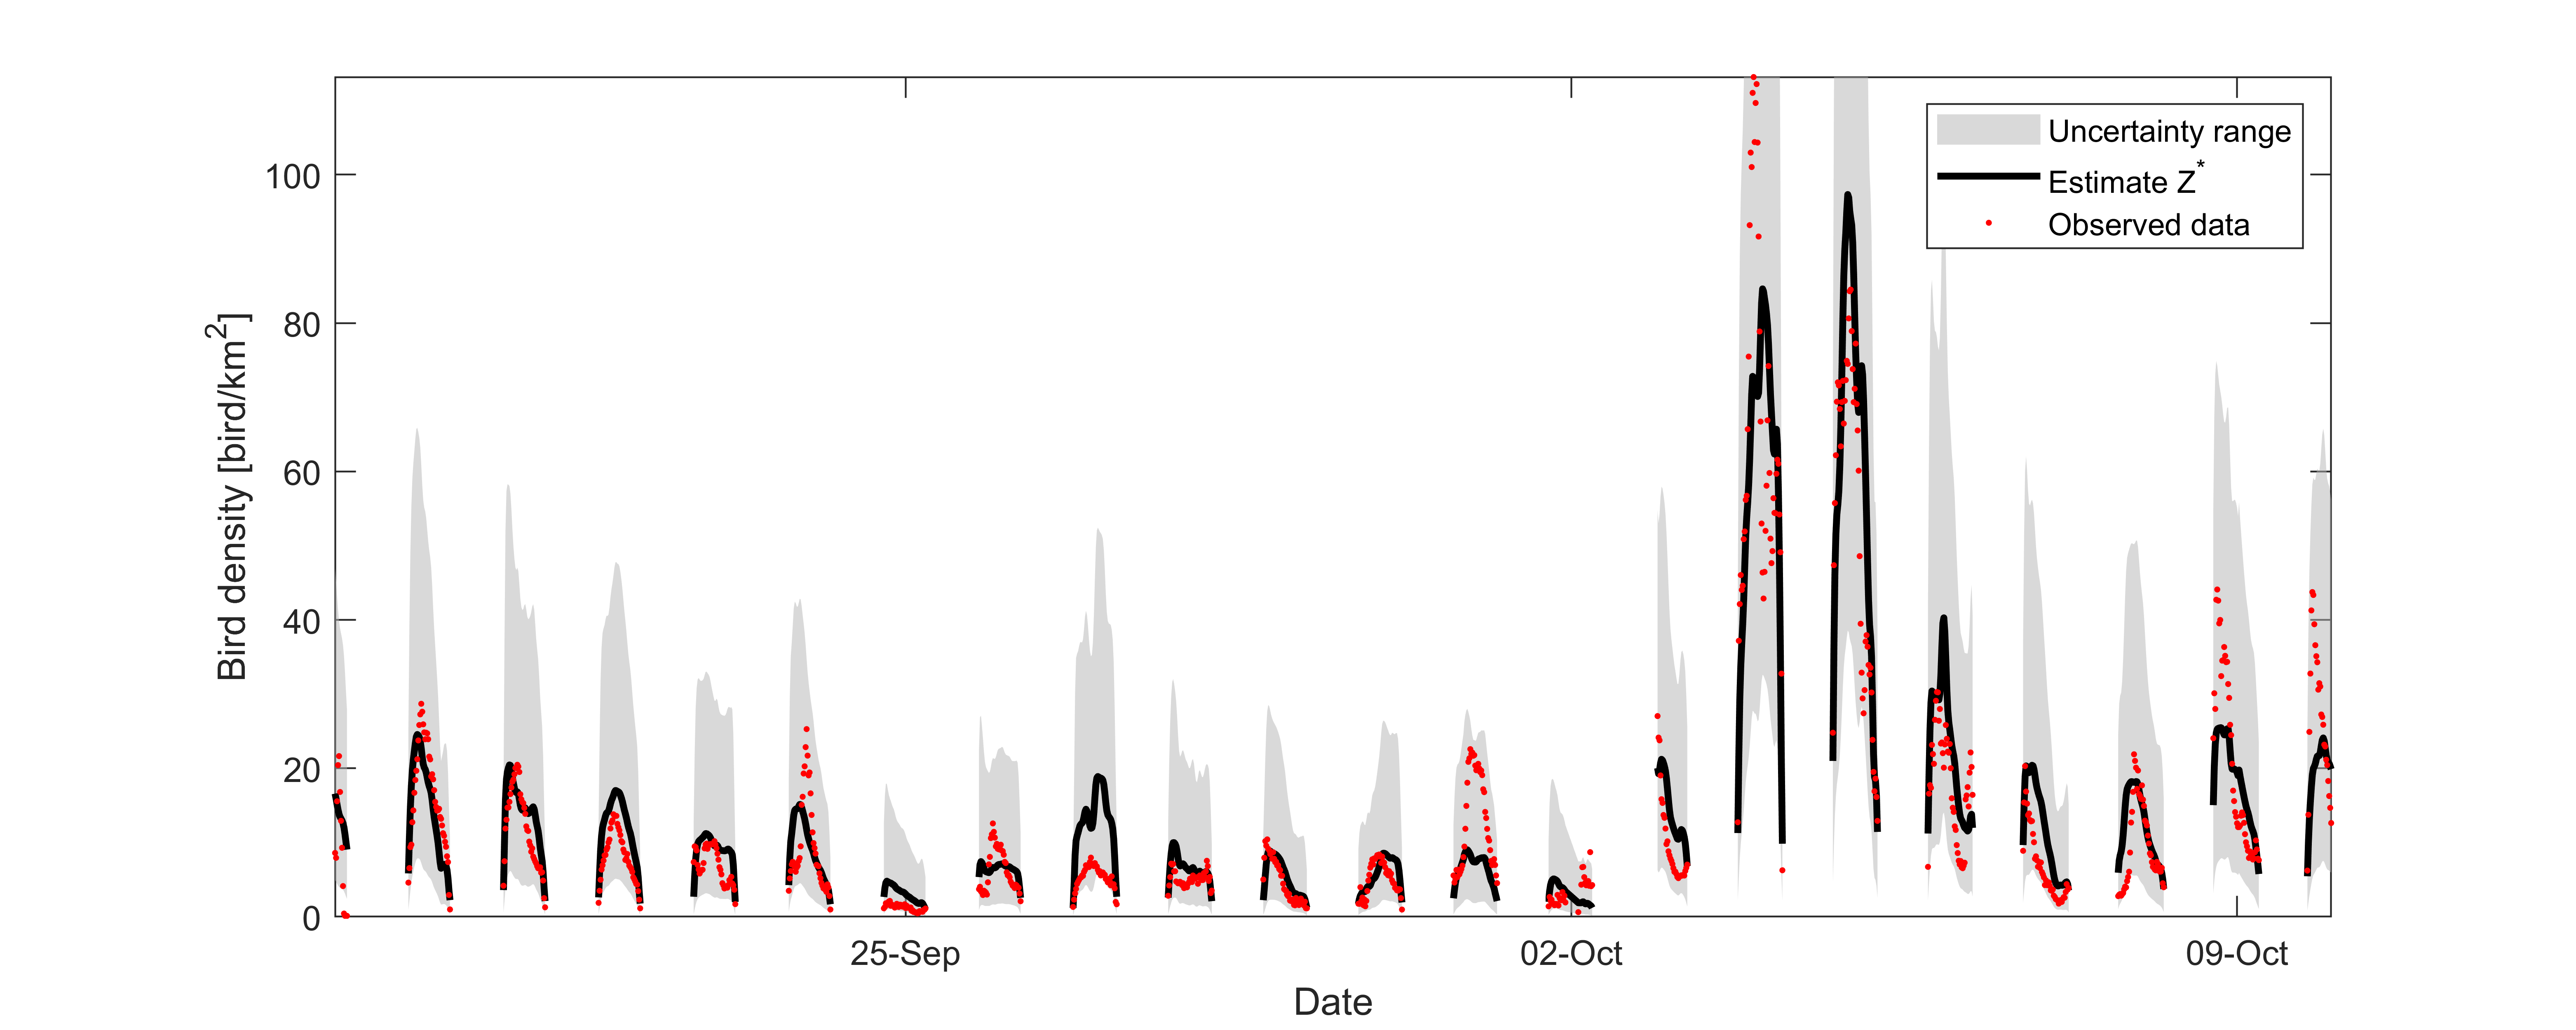 Uncertainty range
Estimate Z*
Observed data
100
80
60
40
20
0
Bird density [bird/km²]
25-Sep
02-Oct
09-Oct
Date